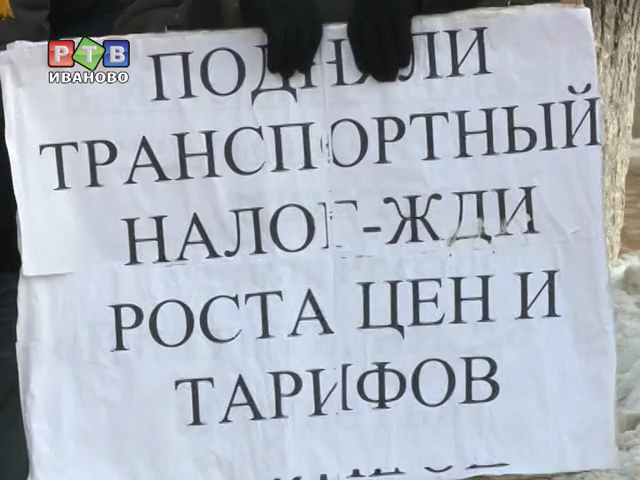 РТВ
ИВАНОВО
ПОДНЯЛИ
ТРАНСПОРТНЫЙ
НАЛОГ-ЖДИ
РОСТА ЦЕН И
ТАРИФОВ